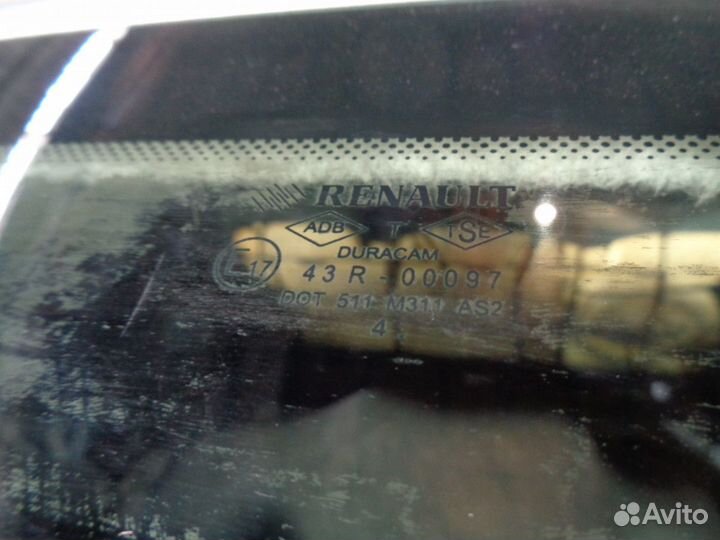 RENAULT
ADB T TSE
DURACAM
E17 43R-00097
DOT 511 M311 AS2
4
Avito